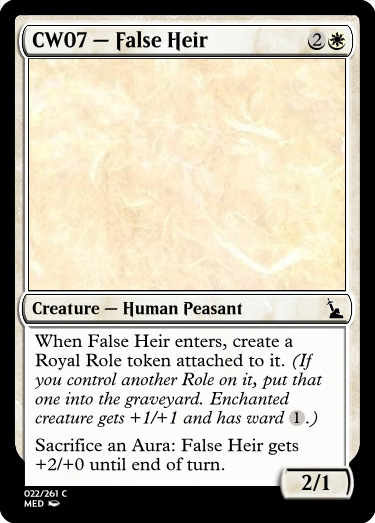 CW07 — False Heir 2
Creature — Human Peasant
When False Heir enters, create a
Royal Role token attached to it. (If
you control another Role on it, put that
one into the graveyard. Enchanted
creature gets +1/+1 and has ward 1.)
Sacrifice an Aura: False Heir gets
+2/+0 until end of turn.
2/1
022/261 C
MED